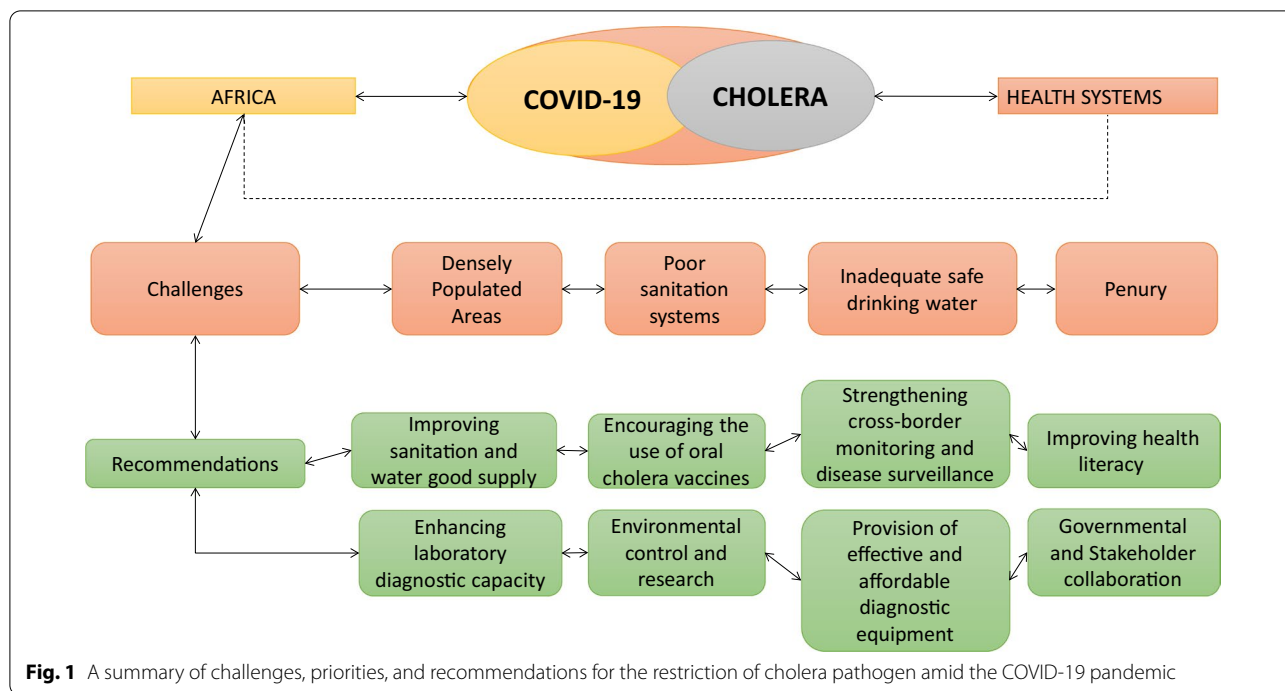 COVID-19
CHOLERA
AFRICA
HEALTH SYSTEMS
Challenges
Densely
Populated
Areas
Poor
sanitation
systems
Inadequate safe
drinking water
Penury
Recommendations
Improving
sanitation and
water good supply
Encouraging the
use of oral
cholera vaccines
Strengthening
cross-border
monitoring and
disease surveillance
Improving health
literacy
Enhancing
laboratory
diagnostic capacity
Environmental
control and
research
Provision of
effective and
affordable
diagnostic
equipment
Governmental
and Stakeholder
collaboration
Fig. 1 A summary of challenges, priorities, and recommendations for the restriction of cholera pathogen amid the COVID-19 pandemic